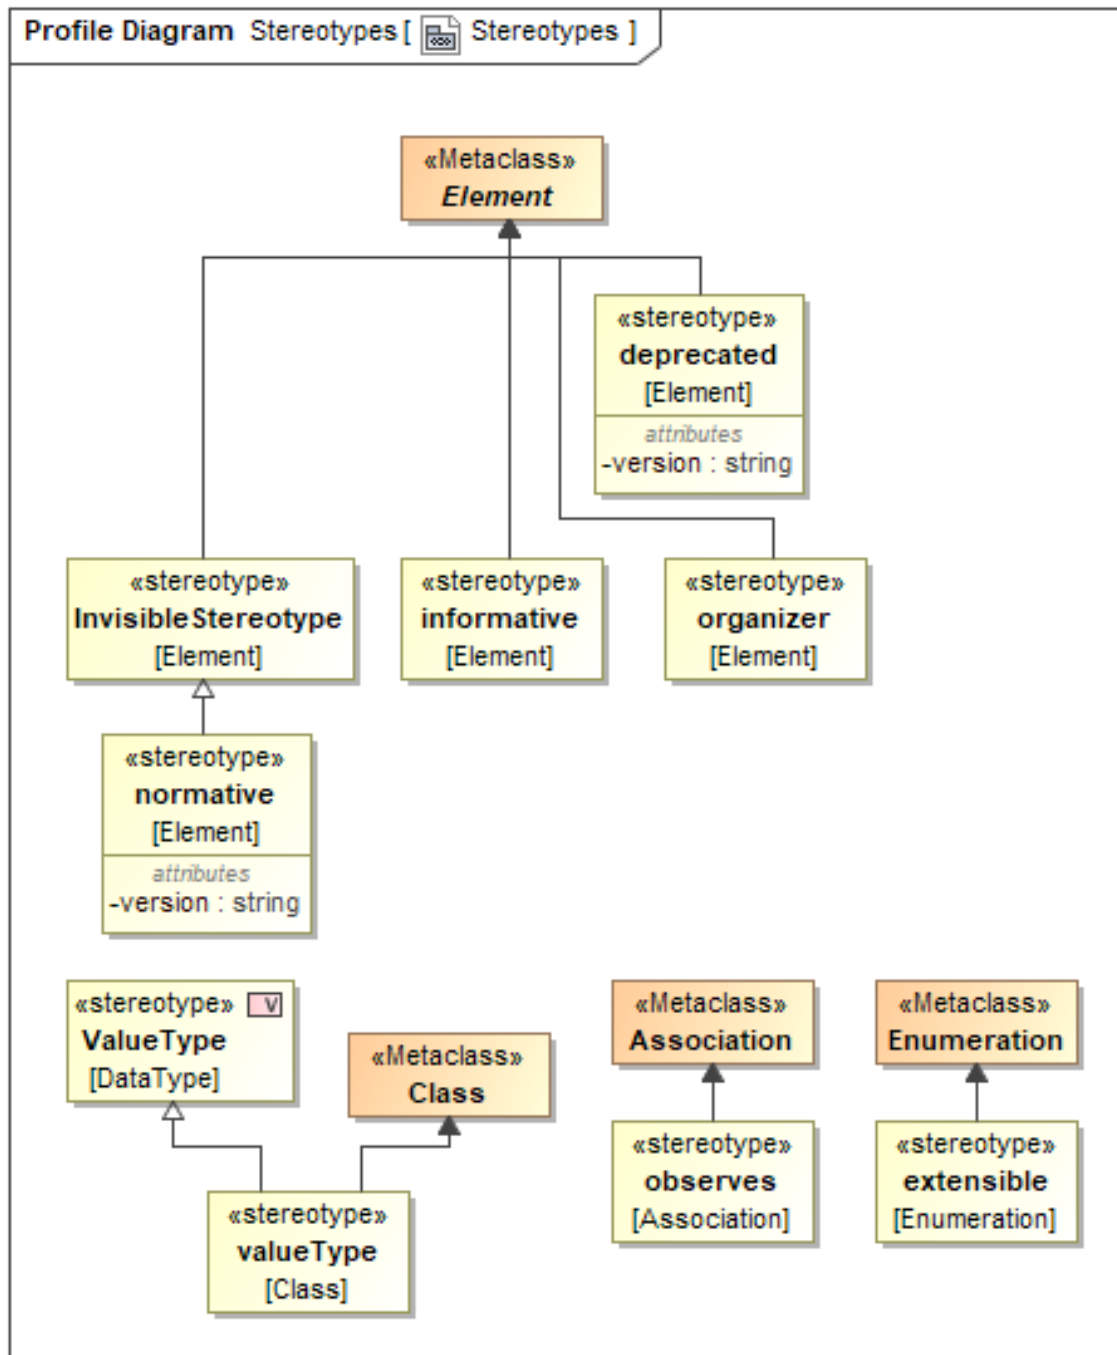 Profile Diagram Stereotypes [ Stereotypes ]
«Metaclass»
Element
«stereotype»
deprecated
[Element]
attributes
-version : string
«stereotype»
InvisibleStereotype
[Element]
«stereotype»
informative
[Element]
«stereotype»
organizer
[Element]
«stereotype»
normative
[Element]
attributes
-version : string
«stereotype» V
ValueType
[DataType]
«Metaclass»
Class
«Metaclass»
Association
«Metaclass»
Enumeration
«stereotype»
valueType
[Class]
«stereotype»
observes
[Association]
«stereotype»
extensible
[Enumeration]